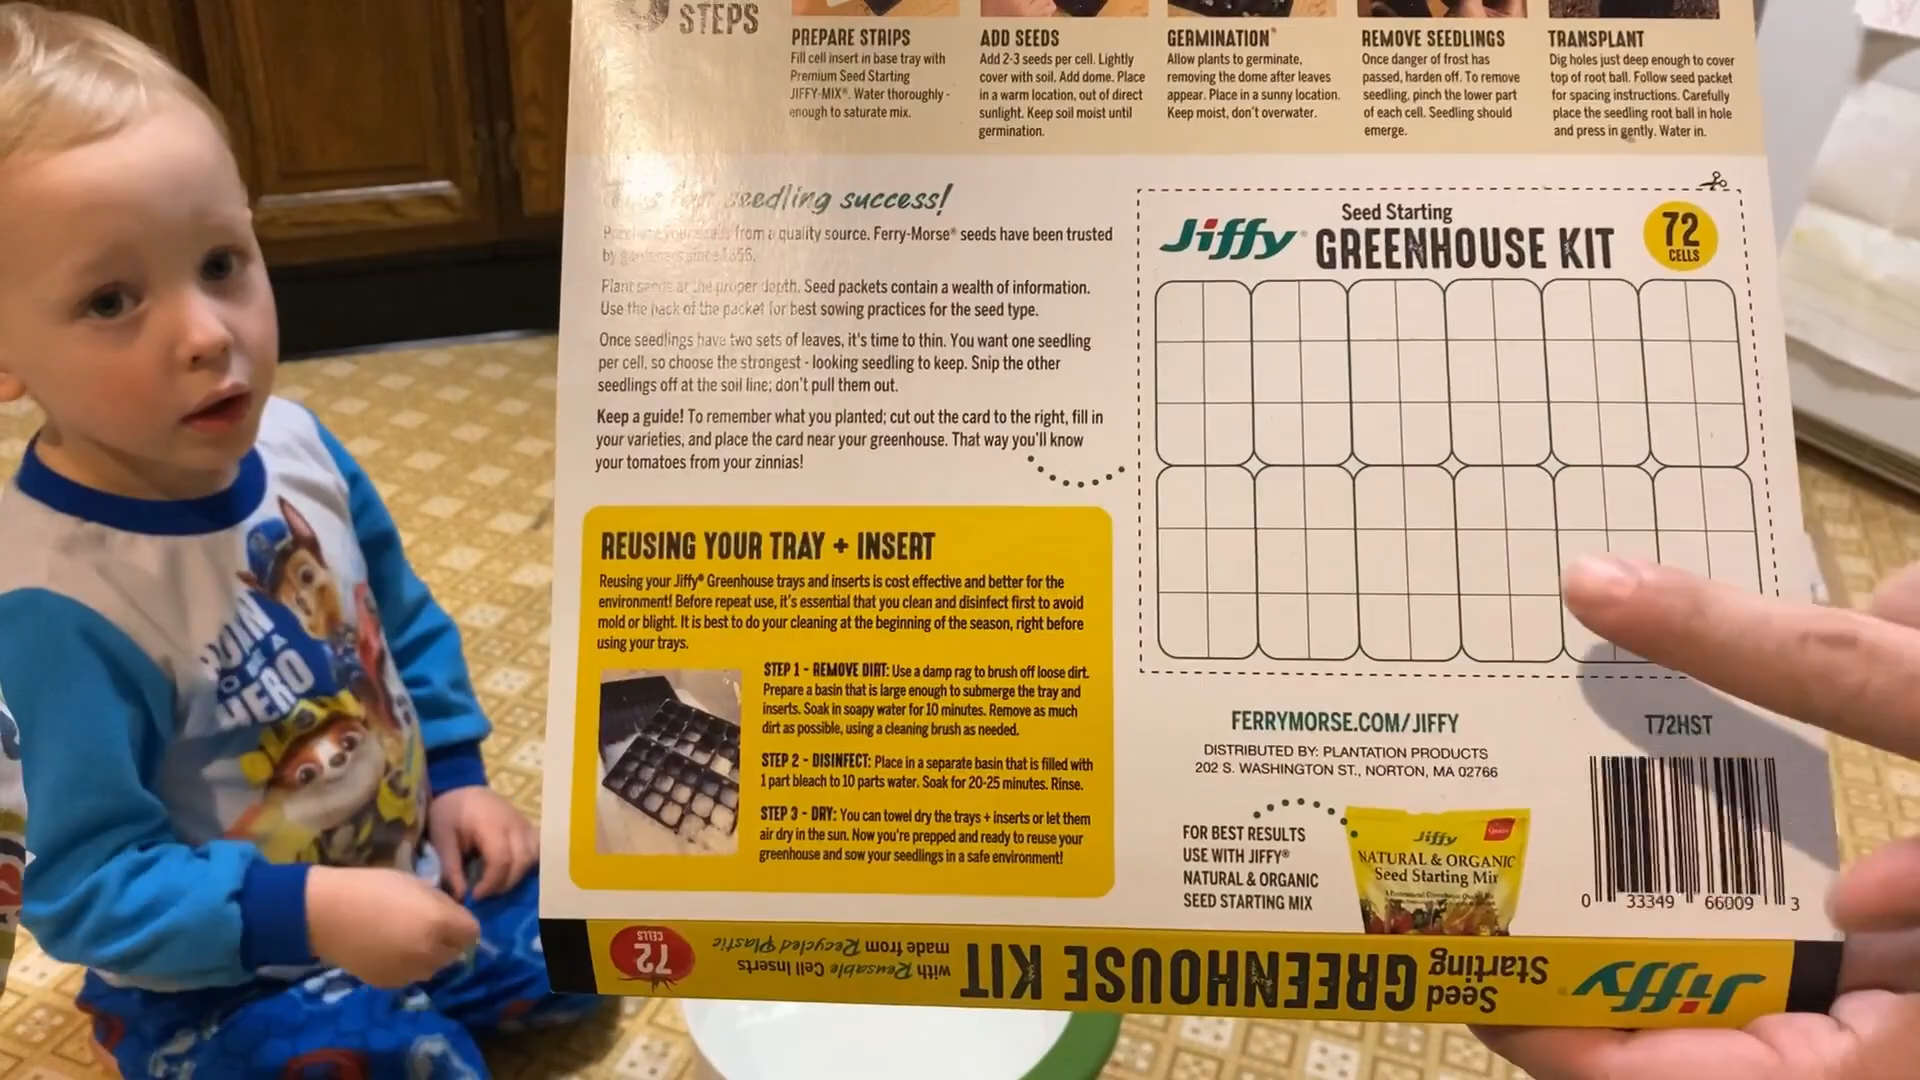 STEPS
PREPARE STRIPS
Fill cell insert in base tray with
Premium Seed Starting
JIFFY-MIX®. Water thoroughly -
enough to saturate mix.
ADD SEEDS
Add 2-3 seeds per cell. Lightly
cover with soil. Add dome. Place
in a warm location, out of direct
sunlight. Keep soil moist until
germination.
GERMINATION*
Allow plants to germinate,
removing the dome after leaves
appear. Place in a sunny location.
Keep moist, don't overwater.
REMOVE SEEDLINGS
Once danger of frost has
passed, harden off. To remove
seedling, pinch the lower part
of each cell. Seedling should
emerge.
TRANSPLANT
Dig holes just deep enough to cover
top of root ball. Follow seed packet
for spacing instructions. Carefully
place the seedling root ball in hole
and press in gently. Water in.
seedling success!
from a quality source. Ferry-Morse® seeds have been trusted
by gardeners since 1856.
Plant seeds at the proper depth. Seed packets contain a wealth of information.
Use the back of the packet for best sowing practices for the seed type.
Once seedlings have two sets of leaves, it's time to thin. You want one seedling
per cell, so choose the strongest - looking seedling to keep. Snip the other
seedlings off at the soil line; don't pull them out.
Keep a guide! To remember what you planted; cut out the card to the right, fill in
your varieties, and place the card near your greenhouse. That way you'll know
your tomatoes from your zinnias!
REUSING YOUR TRAY + INSERT
Reusing your Jiffy® Greenhouse trays and inserts is cost effective and better for the
environment! Before repeat use, it's essential that you clean and disinfect first to avoid
mold or blight. It is best to do your cleaning at the beginning of the season, right before
using your trays.
STEP 1 - REMOVE DIRT: Use a damp rag to brush off loose dirt.
Prepare a basin that is large enough to submerge the tray and
inserts. Soak in soapy water for 10 minutes. Remove as much
dirt as possible, using a cleaning brush as needed.
STEP 2 - DISINFECT: Place in a separate basin that is filled with
1 part bleach to 10 parts water. Soak for 20-25 minutes. Rinse.
STEP 3 - DRY: You can towel dry the trays + inserts or let them
air dry in the sun. Now you're prepped and ready to reuse your
greenhouse and sow your seedlings in a safe environment!
Jiffy®
Seed Starting
GREENHOUSE KIT
72
CELLS
FERRYMORSE.COM/JIFFY
DISTRIBUTED BY: PLANTATION PRODUCTS
202 S. WASHINGTON ST., NORTON, MA 02766
T72HST
FOR BEST RESULTS
USE WITH JIFFY®
NATURAL & ORGANIC
SEED STARTING MIX
Jiffy
NATURAL & ORGANIC
Seed Starting Mix
0 33349 66009 3
Jiffy®
Seed
Starting
GREENHOUSE KIT
with Reusable Cell Inserts
made from Recycled Plastic
72
CELLS
HERO